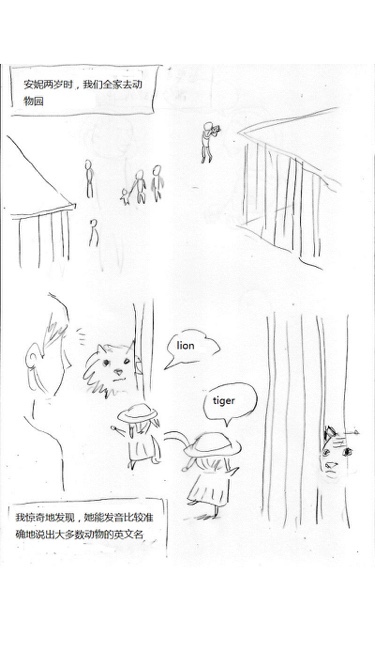 安妮两岁时，我们全家去动
物园
lion
tiger
我惊奇地发现，她能发音比较准
确地说出大多数动物的英文名